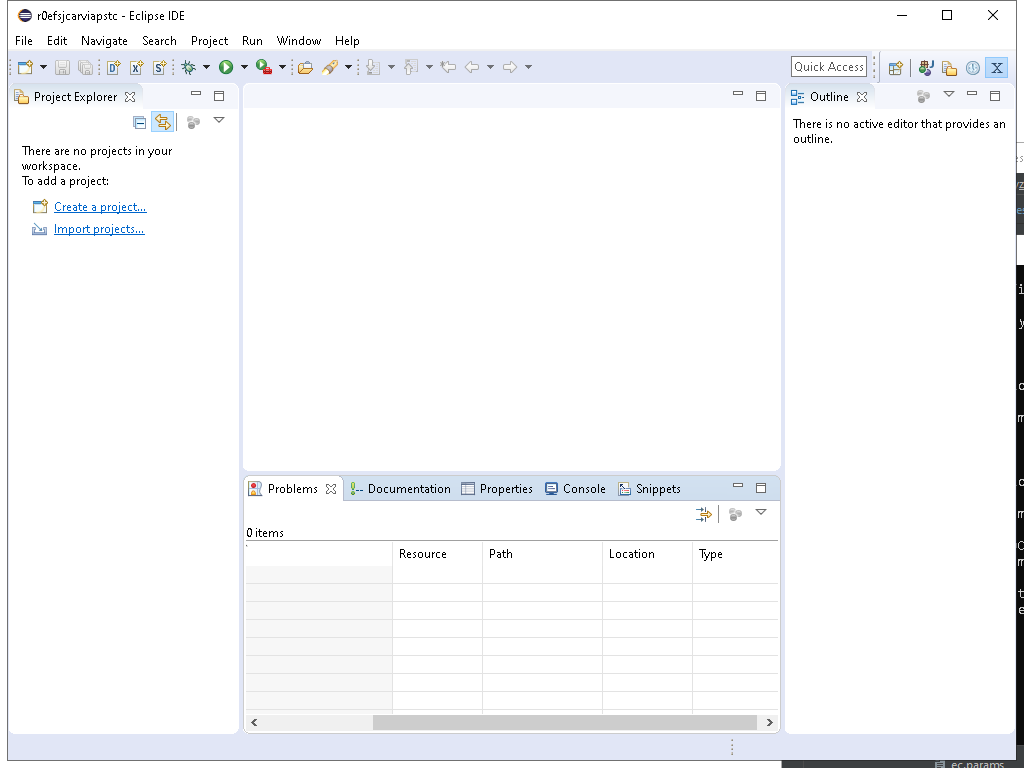 r0efsjcarviapstc - Eclipse IDE
File Edit Navigate Search Project Run Window Help
Quick Access
Project Explorer
Outline
There are no projects in your
workspace.
To add a project:
Create a project...
Import projects...
There is no active editor that provides an
outline.
Problems Documentation Properties Console Snippets
0 items
Resource Path Location Type
ec.params